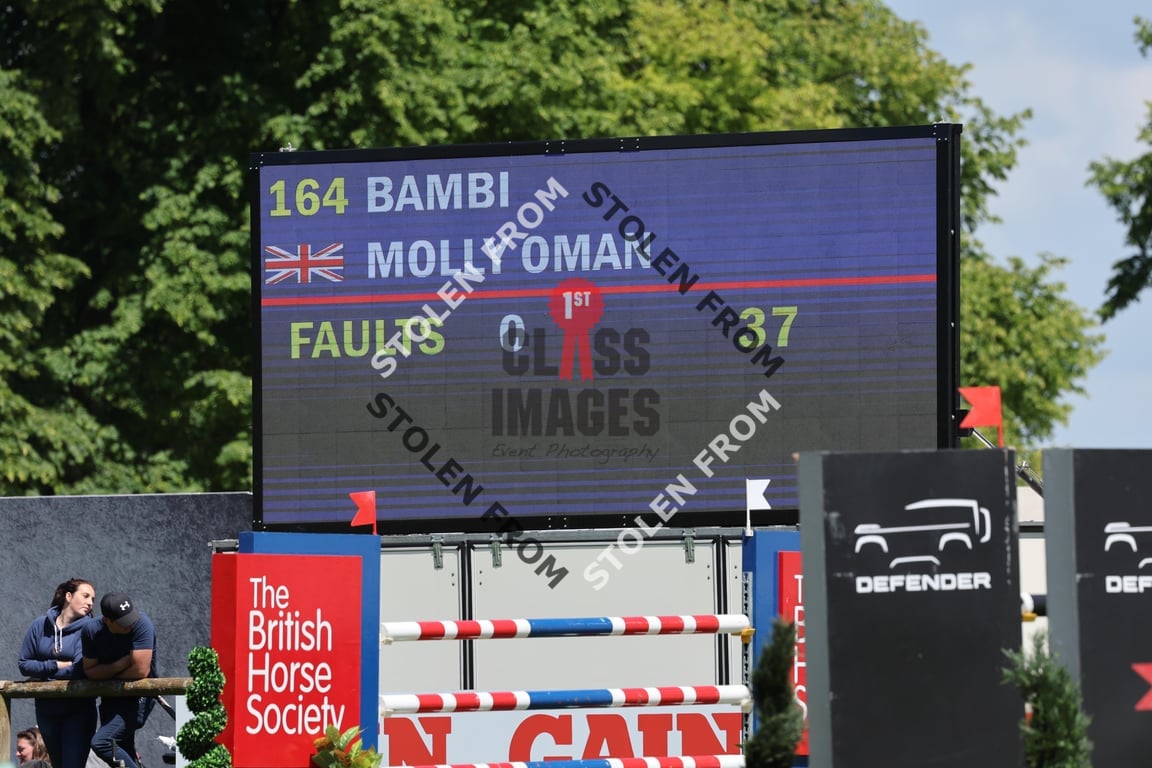 164 BAMBI
MOLLY OMAN
FAULTS 0 37
STOLEN FROM
STOLEN FROM
1ST
CLASS
IMAGES
Event Photography
STOLEN FROM
STOLEN FROM
The
British
Horse
Society
DEFENDER
GAIN